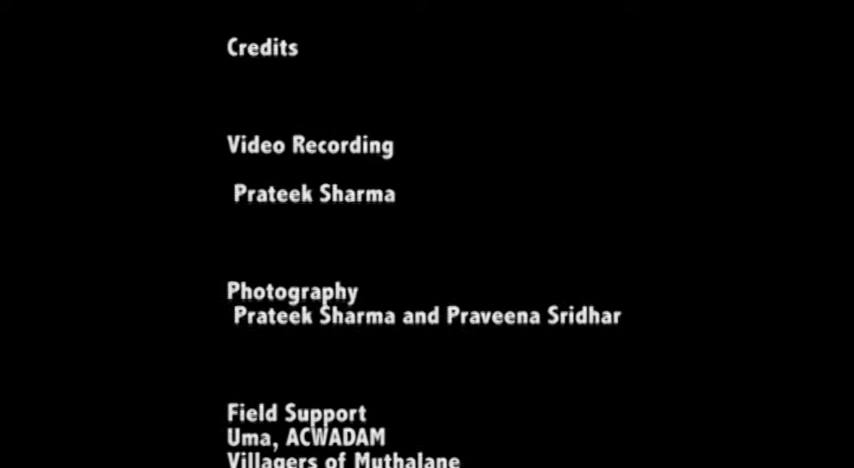 Credits
Video Recording
Prateek Sharma
Photography
Prateek Sharma and Praveena Sridhar
Field Support
Uma, ACWADAM
Villagers of Muthalane